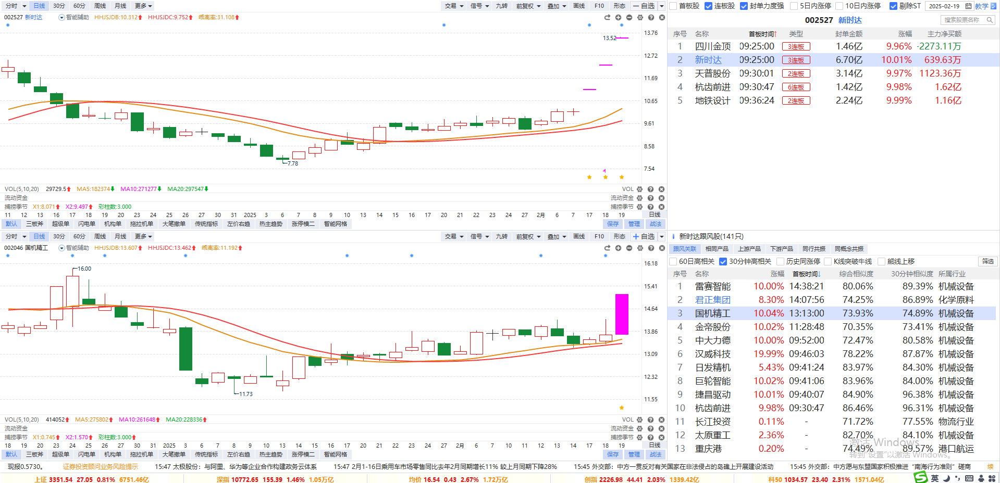 分时 日线 30分 60分 周线 月线 更多 交易 信号 九转 前复权 叠加 画线 F10 形态 自选
002527 新时达 智能辅助 HHJSJDB:10.312 HHJSJDC:9.752 乖离率:31.108
13.76
13.52
12.72
11.69
10.65
9.61
8.58
7.78
7.54
VOL(5,10,20) 29729.5 MA5:182374 MA10:271277 MA20:297547 VOL
流动资金 流动资金
捕捞季节 X1:8.071 X2:9.497 彩柱数:3.000 捕捞季节
11 12 13 16 17 18 19 20 23 24 25 26 27 30 31 2025 3 6 7 8 9 10 13 14 15 16 17 20 21 22 23 24 27 2月 6 7 17 18 19 日线
默认 三板斧 超级单 闪电单 机构单 拖拉机单 大笔撤单 传统指标 左价右趋 热主趋势 涨停横二 智能网格 保存 管理 战法
分时 日线 30分 60分 周线 月线 更多 交易 信号 九转 前复权 叠加 画线 F10 形态 自选
002046 国机精工 智能辅助 HHJSJDB:13.607 HHJSJDC:13.462 乖离率:11.192
16.18
16.00
15.41
14.64
13.86
13.09
12.32
11.73
11.55
VOL(5,10,20) 414052 MA5:275802 MA10:261648 MA20:228336 VOL
流动资金 流动资金
捕捞季节 X1:0.745 X2:1.570 彩柱数:3.000 捕捞季节
18 19 20 23 24 25 26 27 30 31 2025 3 6 7 8 9 10 13 14 15 16 17 20 21 22 23 24 27 2月 6 7 10 11 12 13 14 17 18 19 日线
默认 三板斧 超级单 闪电单 机构单 拖拉机单 大笔撤单 传统指标 左价右趋 热主趋势 涨停横二 智能网格 保存 管理 战法
首板股 连板股 封单力度强 5日内涨停 10日内涨停 剔除ST 2025-02-19 教学
002527 新时达 搜索股票名称
序号 名称 首板时间↑ 类型 封单金额 涨幅 主力净买额
1 四川金顶 09:25:00 3连板 1.46亿 9.96% -2273.11万
2 新时达 09:25:00 3连板 6.70亿 10.01% 639.63万
3 天普股份 09:30:01 2连板 3.14亿 9.97% 1123.36万
4 杭齿前进 09:30:47 6连板 1.42亿 9.98% 1.62亿
5 地铁设计 09:36:24 2连板 2.24亿 9.99% 1.16亿
新时达跟风股(141只)
跟风关联 相同产品 上游产品 下游产品 同行共振 同概念共振
60日高相关 30分钟高相关 历史同涨停 K线突破牛线 熊线上移 筛选
序号 名称 涨幅 首板时间↓ 综合相似度 30分钟相似度 所属行业
1 雷赛智能 10.00% 14:38:21 80.06% 89.39% 机械设备
2 君正集团 8.30% 14:07:56 74.25% 86.89% 化学原料
3 国机精工 10.04% 13:13:00 73.93% 74.89% 机械设备
4 金帝股份 10.02% 11:28:48 70.35% 73.41% 机械设备
5 中大力德 10.00% 09:52:00 72.47% 80.58% 机械设备
6 汉威科技 19.99% 09:46:03 78.22% 87.87% 机械设备
7 日发精机 5.43% 09:41:24 83.97% 84.30% 机械设备
8 巨轮智能 10.02% 09:41:06 83.96% 84.00% 机械设备
9 捷昌驱动 10.01% 09:40:07 84.90% 96.38% 机械设备
10 杭齿前进 9.98% 09:30:47 86.46% 96.31% 机械设备
11 长江投资 0.11% - 71.72% 77.55% 物流行业
12 太原重工 2.36% - 82.70% 84.10% 机械设备
13 重庆港 0.20% - 74.49% 89.57% 港口航运
激活 Windows
转到"设置"以激活 Windows。
现报0.5730。 证券投资顾问业务风险提示 15:47 太极股份：与阿里、华为等企业合作构建政务云体系 15:47 2月1-16日乘用车市场零售同比去年2月同期增长11% 较上月同期下降28% 15:45 外交部：中方一贯反对有关国家在非法侵占的岛礁上开展建设活动 15:45 外交部：中方愿与东盟国家积极推进“南海行为准则”磋商 续
上证 3351.54 27.05 0.81% 6751.46亿 深指 10772.65 155.39 1.46% 1.05万亿 均价 16.54 0.43 2.67% 1.72万亿 创指 2226.98 44.41 2.03% 1339.42亿 科50 1034.57 23.40 2.31% 1571.04亿 英